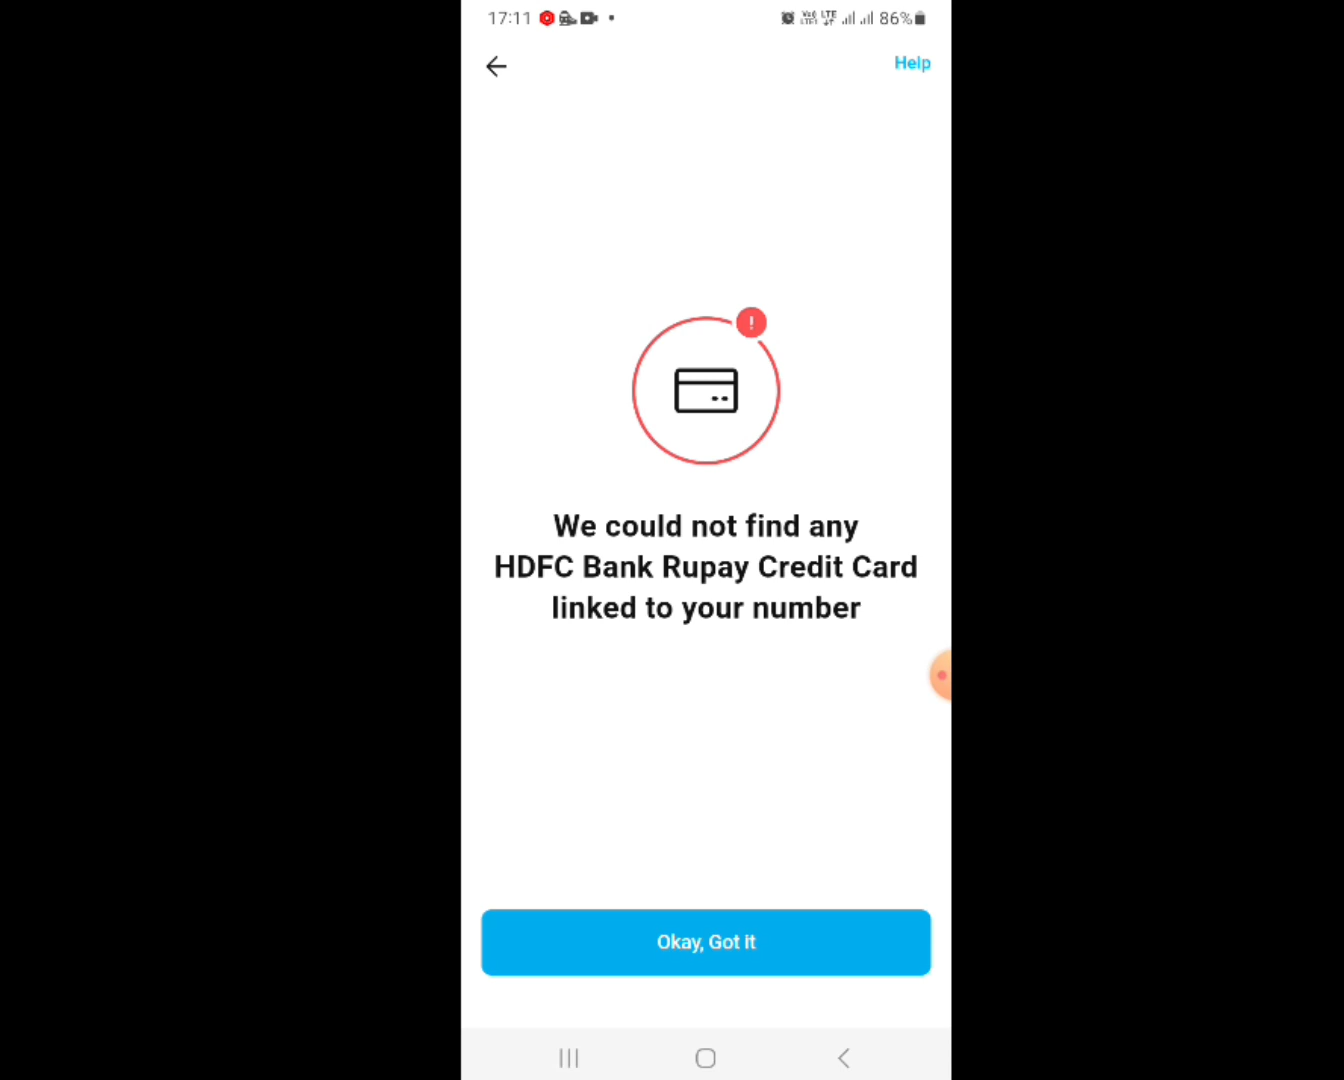 17:11 86%
Help
We could not find any
HDFC Bank Rupay Credit Card
linked to your number
Okay, Got it